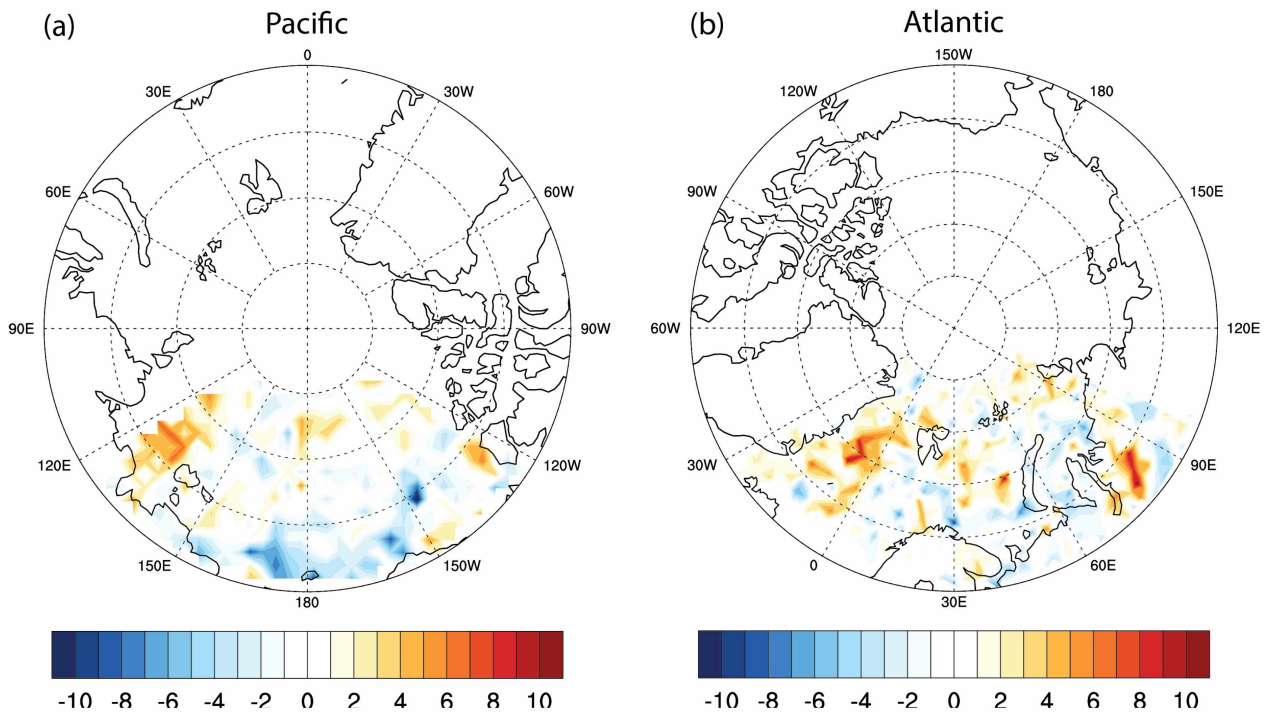 (a) Pacific
0
30E 30W
60E 60W
90E 90W
120E 120W
150E 150W
180
-10 -8 -6 -4 -2 0 2 4 6 8 10
(b) Atlantic
150W
120W 180
90W 150E
60W 120E
30W 90E
0 60E
30E
-10 -8 -6 -4 -2 0 2 4 6 8 10